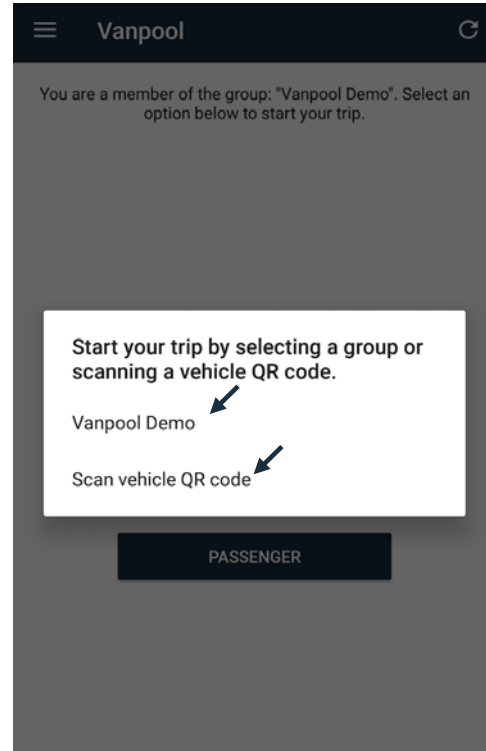 Vanpool
You are a member of the group: "Vanpool Demo". Select an
option below to start your trip.
Start your trip by selecting a group or
scanning a vehicle QR code.
Vanpool Demo
Scan vehicle QR code
PASSENGER